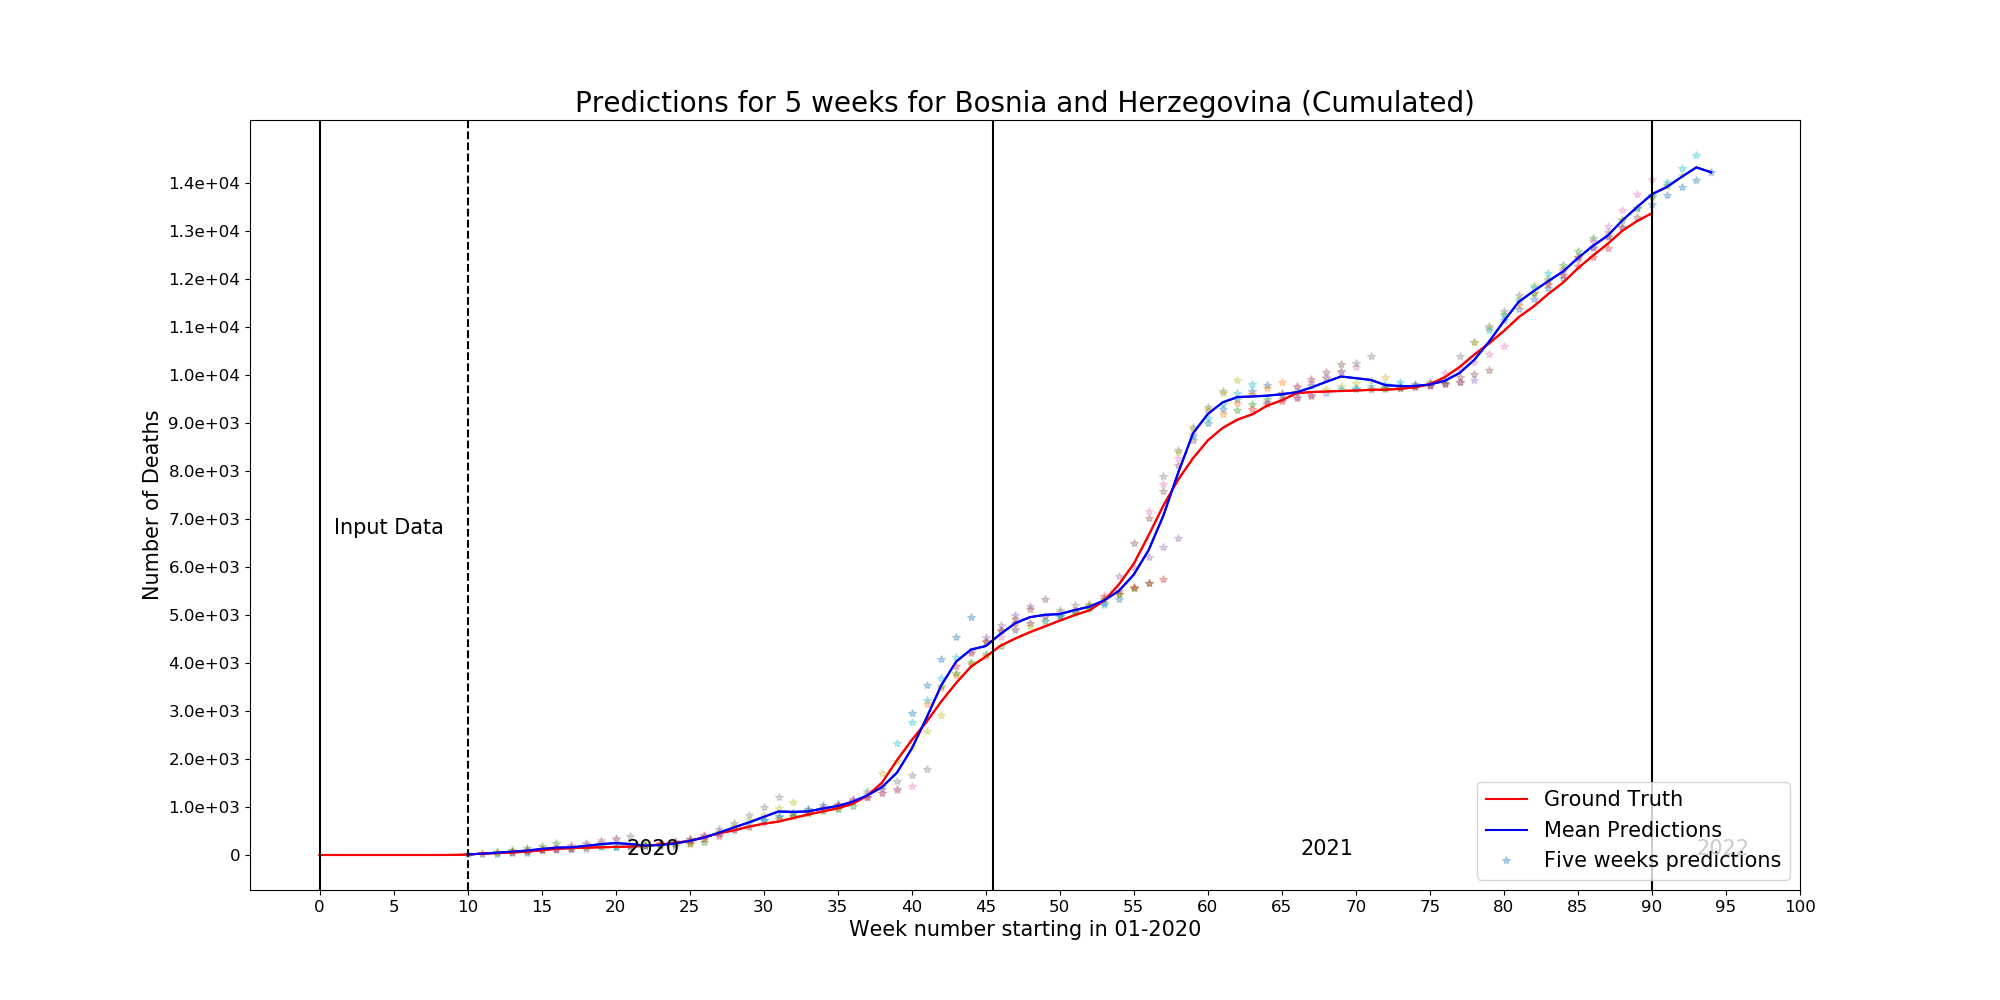 Predictions for 5 weeks for Bosnia and Herzegovina (Cumulated)
1.4e+04
1.3e+04
1.2e+04
1.1e+04
1.0e+04
9.0e+03
8.0e+03
7.0e+03
6.0e+03
5.0e+03
4.0e+03
3.0e+03
2.0e+03
1.0e+03
0
Number of Deaths
Input Data
2020
2021
2022
Ground Truth
Mean Predictions
Five weeks predictions
0 5 10 15 20 25 30 35 40 45 50 55 60 65 70 75 80 85 90 95 100
Week number starting in 01-2020